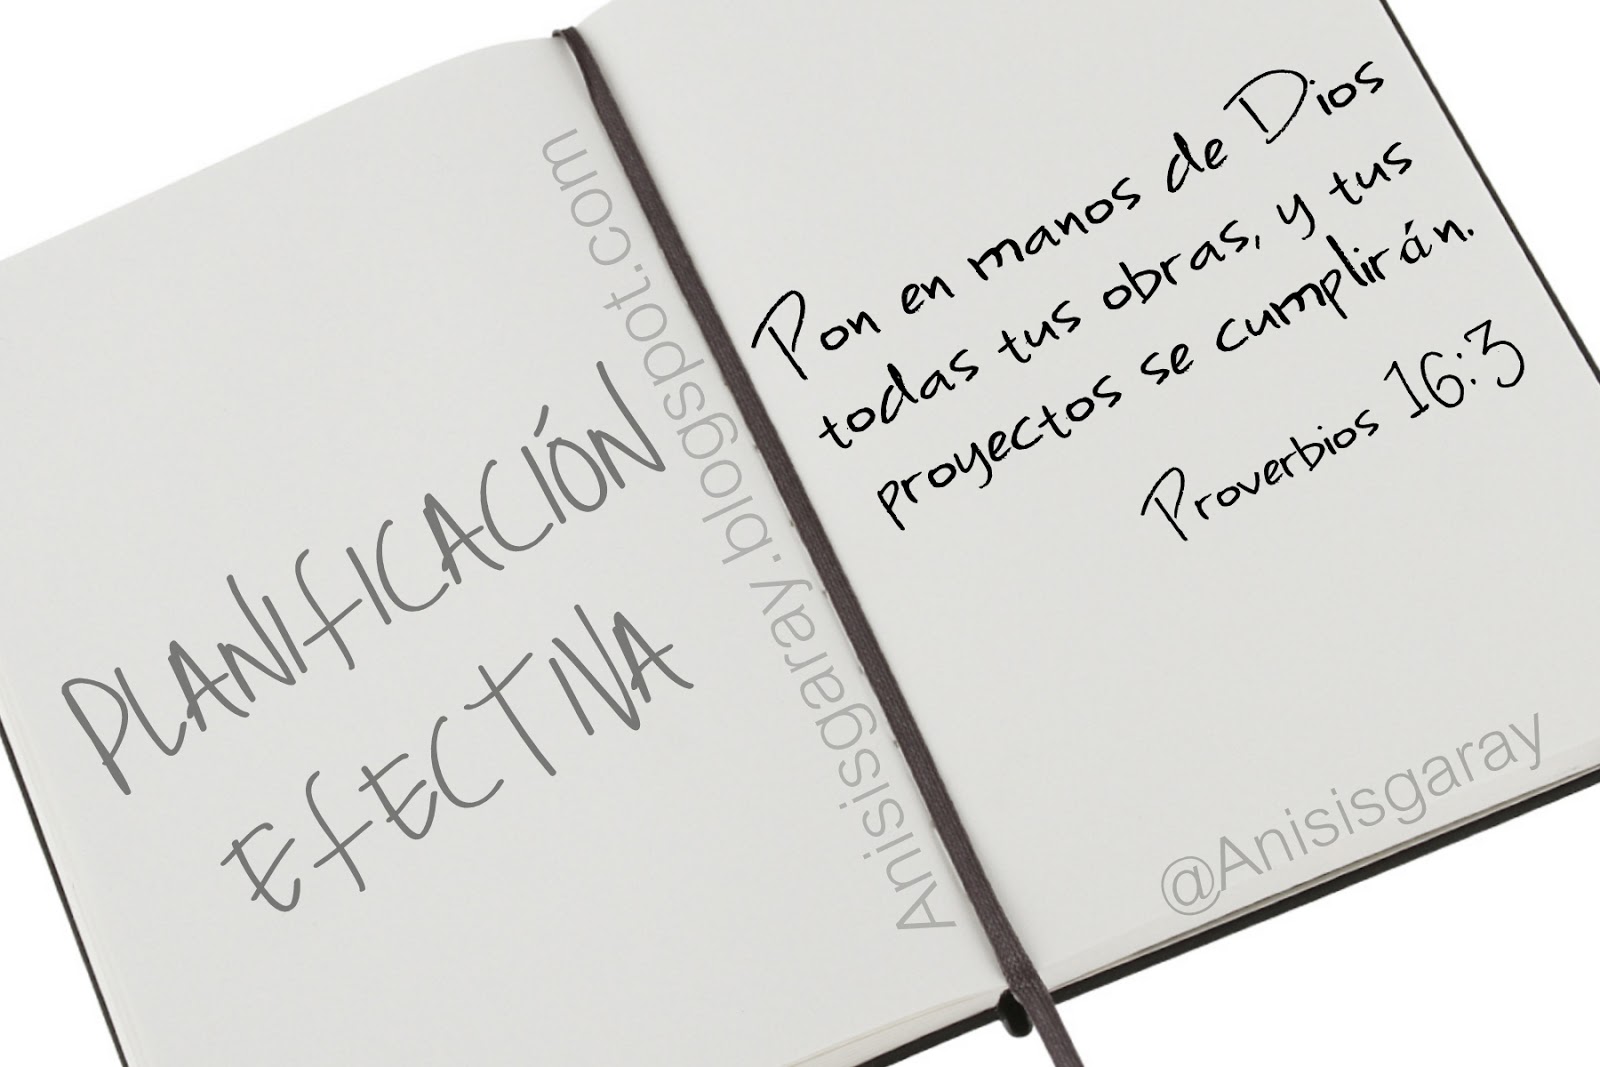 PLANIFICACIÓN
EFECTIVA
Anisisgaray.blogspot.com
Pon en manos de Dios
todas tus obras, y tus
proyectos se cumplirán.
Proverbios 16:3
@Anisisgaray